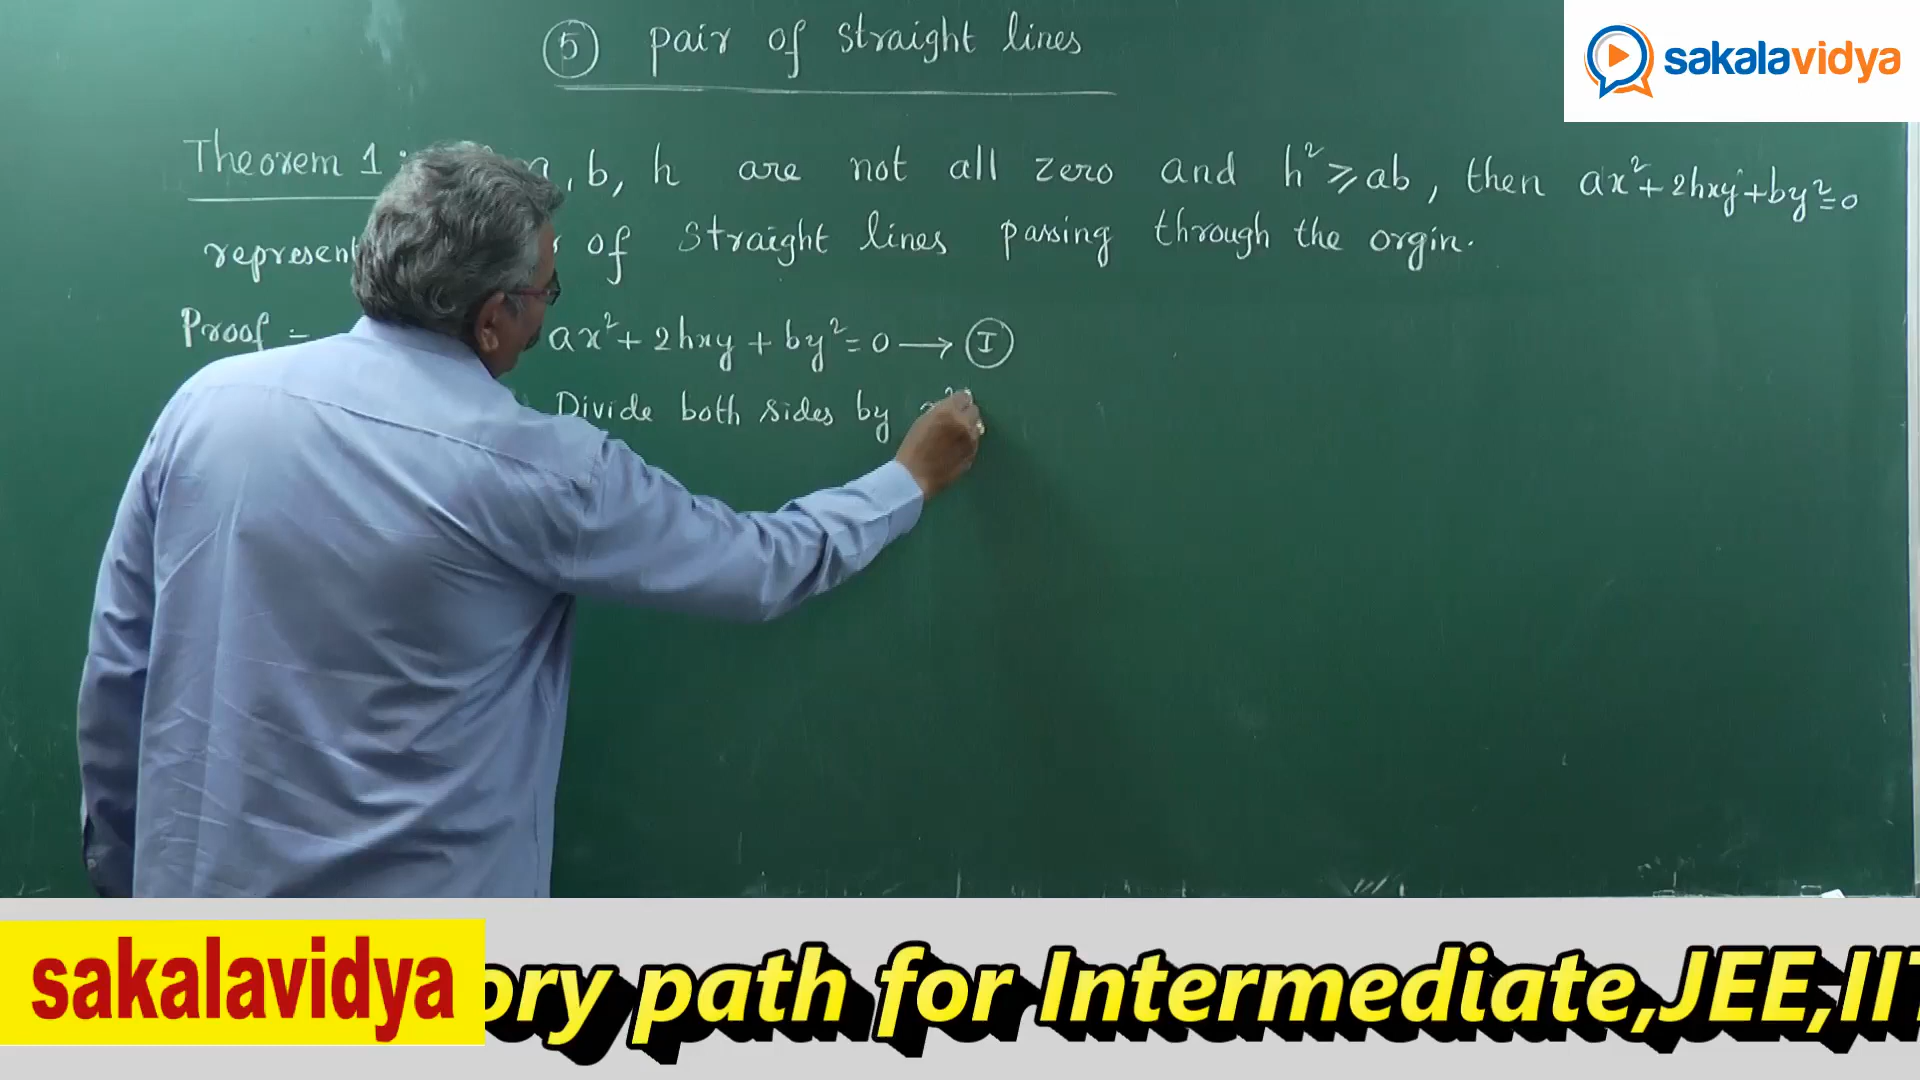 ⑤ pair of straight lines
sakalavidya
Theorem 1 : a, b, h are not all zero and h² ⩾ ab, then ax² + 2hxy + by² = 0
represent of straight lines passing through the orgin.
Proof :- ax² + 2hxy + by² = 0 → Ⓘ
Divide both sides by
sakalavidya
ory path for Intermediate,JEE,IIT